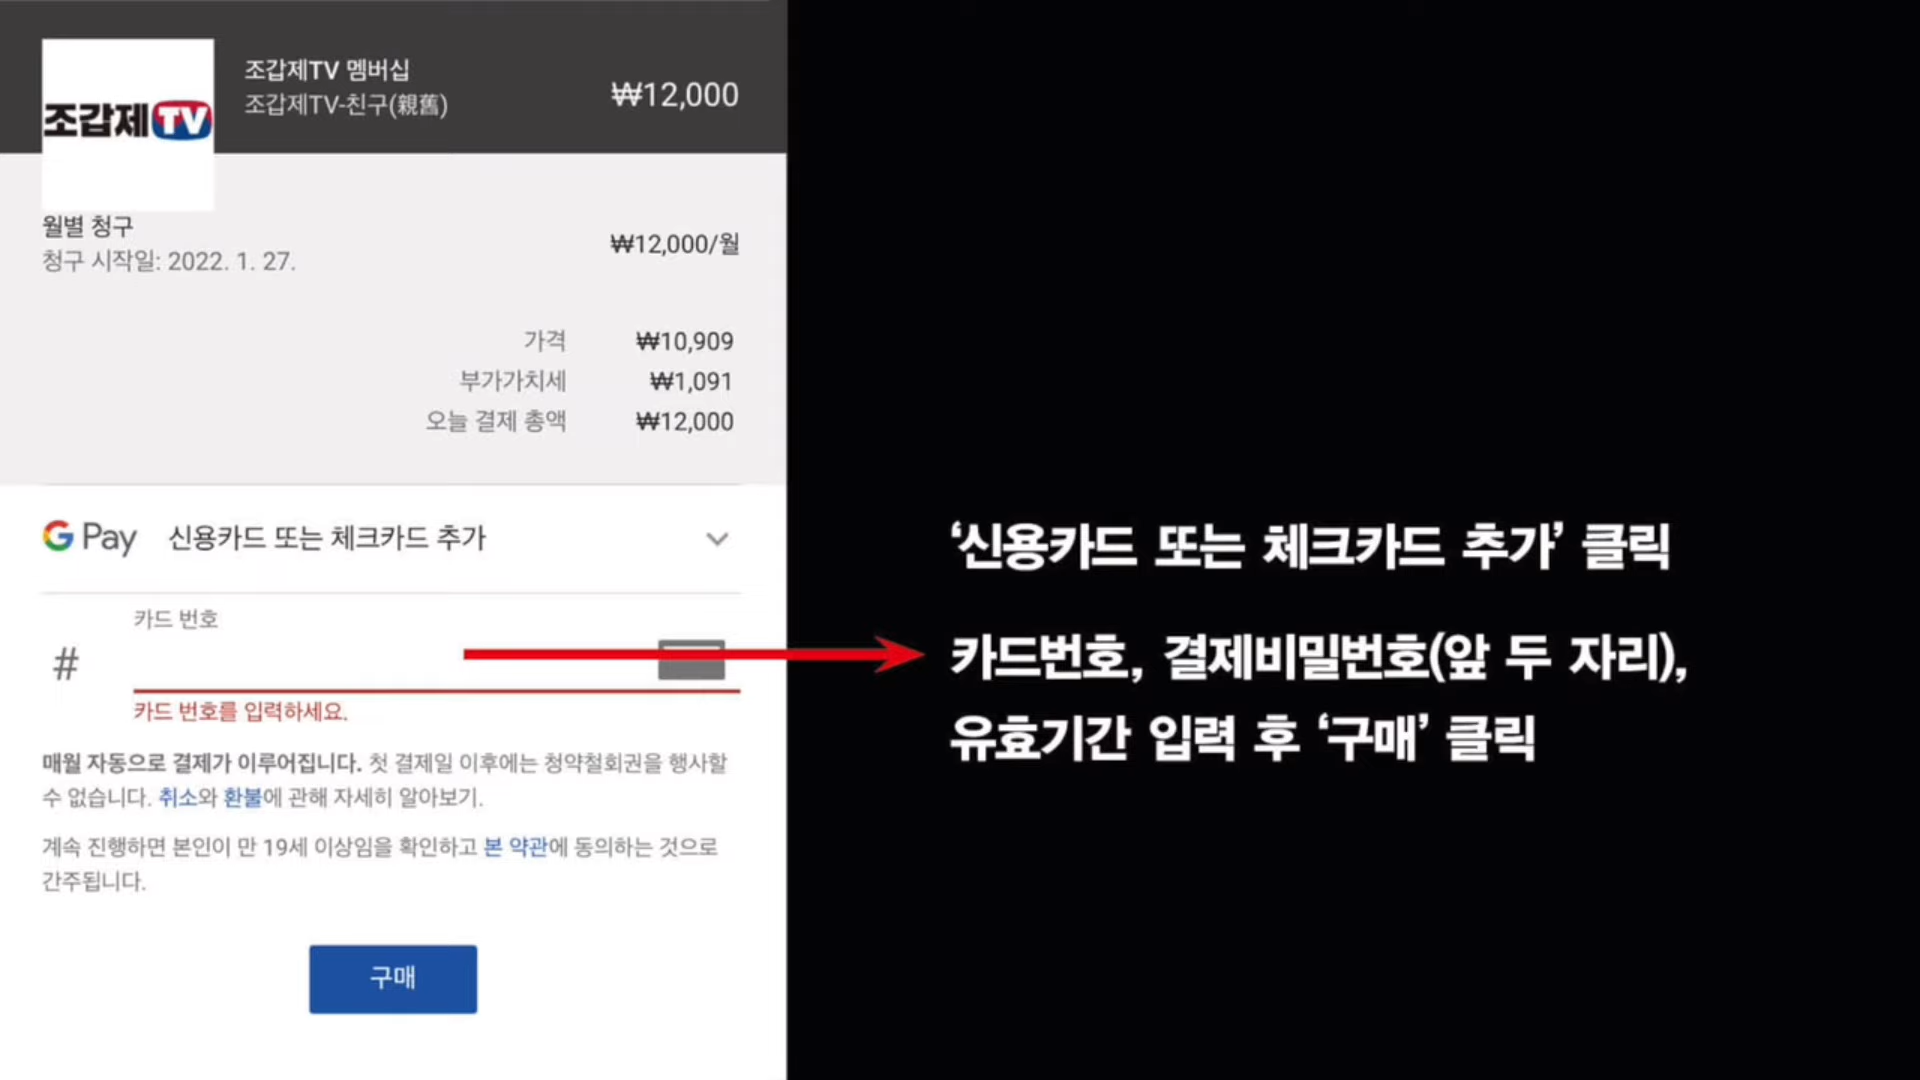 조갑제TV
조갑제TV 멤버십
조갑제TV-친구(親舊)
₩12,000
월별 청구
청구 시작일: 2022. 1. 27.
₩12,000/월
가격 ₩10,909
부가가치세 ₩1,091
오늘 결제 총액 ₩12,000
G Pay 신용카드 또는 체크카드 추가
카드 번호
#
카드 번호를 입력하세요.
매월 자동으로 결제가 이루어집니다. 첫 결제일 이후에는 청약철회권을 행사할
수 없습니다. 취소와 환불에 관해 자세히 알아보기.
계속 진행하면 본인이 만 19세 이상임을 확인하고 본 약관에 동의하는 것으로
간주됩니다.
구매
‘신용카드 또는 체크카드 추가’ 클릭
카드번호, 결제비밀번호(앞 두 자리),
유효기간 입력 후 ‘구매’ 클릭